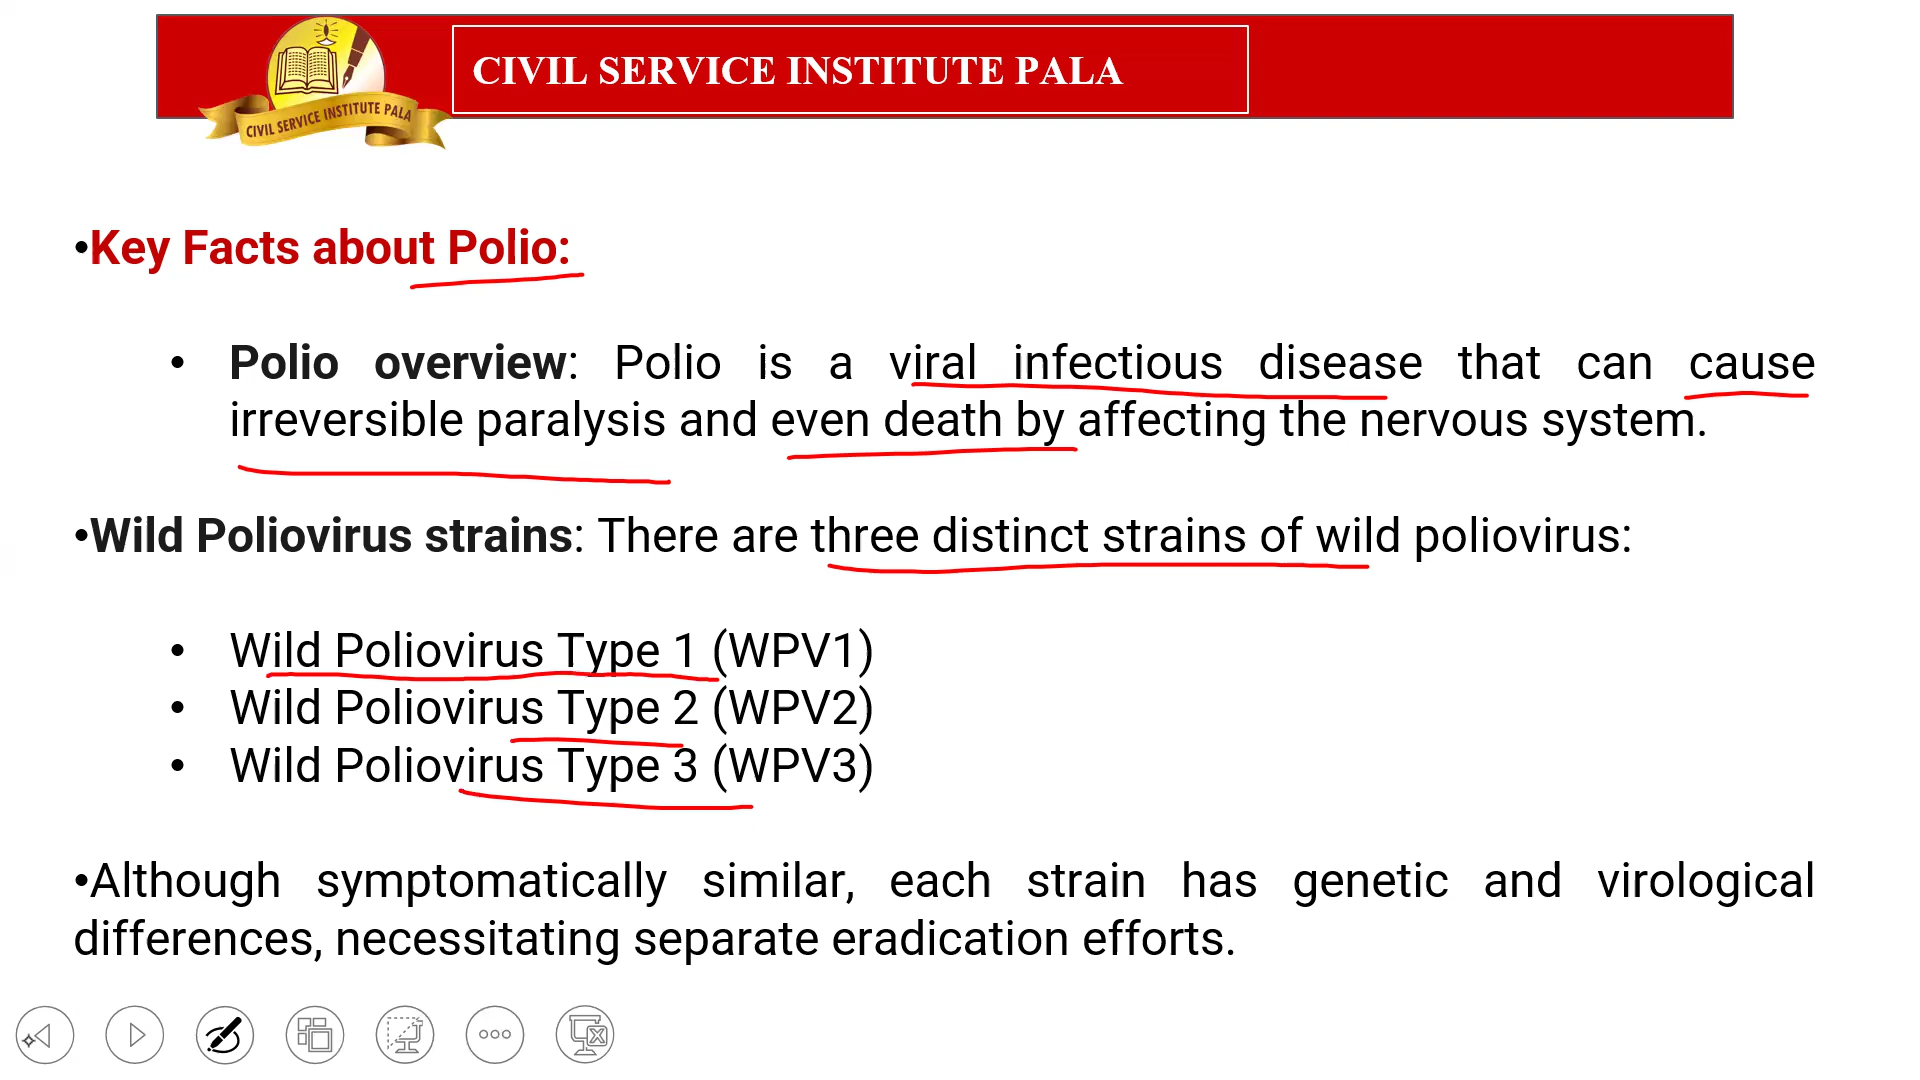 CIVIL SERVICE INSTITUTE PALA
CIVIL SERVICE INSTITUTE PALA
•Key Facts about Polio:
• Polio overview: Polio is a viral infectious disease that can cause
irreversible paralysis and even death by affecting the nervous system.
•Wild Poliovirus strains: There are three distinct strains of wild poliovirus:
• Wild Poliovirus Type 1 (WPV1)
• Wild Poliovirus Type 2 (WPV2)
• Wild Poliovirus Type 3 (WPV3)
•Although symptomatically similar, each strain has genetic and virological
differences, necessitating separate eradication efforts.